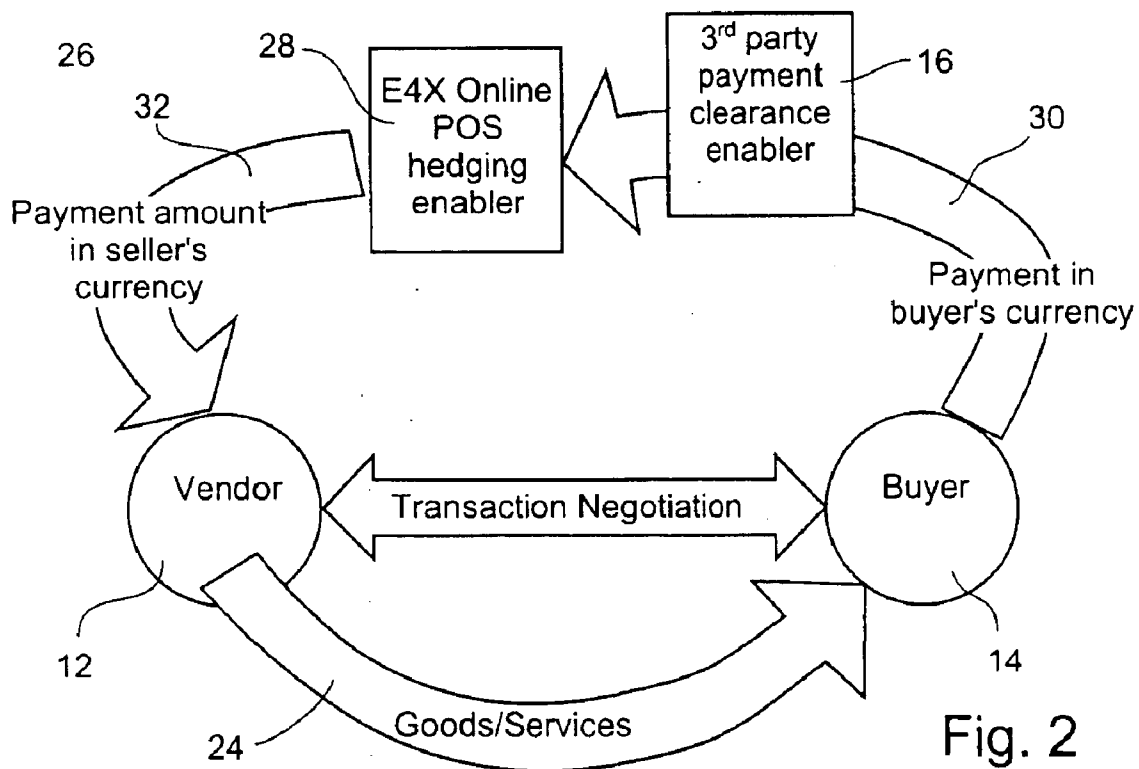 26
28
E4X Online
POS
hedging
enabler
3rd party
payment
clearance
enabler
16
32
30
Payment amount
in seller's
currency
Payment in
buyer's currency
Vendor
Transaction Negotiation
Buyer
12
14
24
Goods/Services
Fig. 2